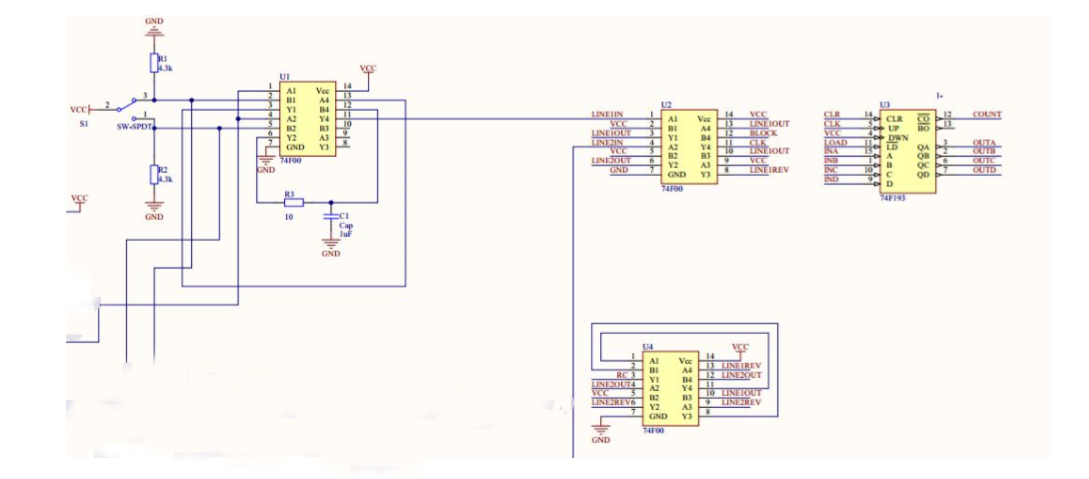 GND
R1
4.3k
VCC 2 3
1
S1 SW-SPDT
R2
4.3k
GND
VCC
U1
VCC
1 A1 Vcc 14
2 B1 A4 13
3 Y1 B4 12
4 A2 Y4 11
5 B2 B3 10
6 Y2 A3 9
7 GND Y3 8
GND 74F00
R3
10
C1
Cap
1uF
GND
U2
LINE1IN 1 A1 Vcc 14 VCC
VCC 2 B1 A4 13 LINE1OUT
LINE1OUT 3 Y1 B4 12 BLOCK
LINE2IN 4 A2 Y4 11 CLK
VCC 5 B2 B3 10 LINE1OUT
LINE2OUT 6 Y2 A3 9 VCC
GND 7 GND Y3 8 LINE1REV
74F00
U3
CLR 14 CLR CO 12 COUNT
CLK 5 UP BO 13
VCC 4 DWN
LOAD 11 LD QA 3 OUTA
INA 15 A QB 2 OUTB
INB 1 B QC 6 OUTC
INC 10 C QD 7 OUTD
IND 9 D
74F193
U4
VCC
1 A1 Vcc 14
2 B1 A4 13 LINE1REV
RC 3 Y1 B4 12 LINE2OUT
LINE2OUT 4 A2 Y4 11
VCC 5 B2 B3 10 LINE1OUT
LINE2REV 6 Y2 A3 9 LINE2REV
7 GND Y3 8
GND
74F00